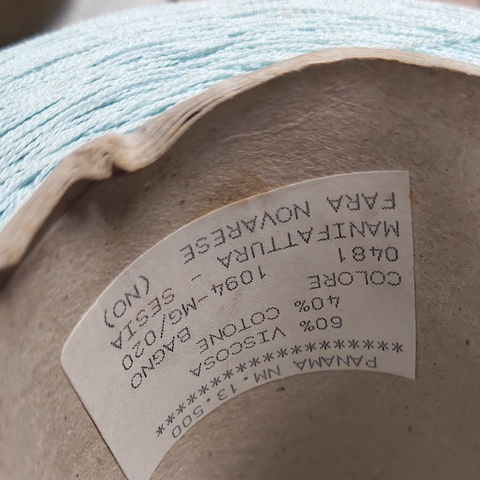 PANAMA NM.13.500
********************
60% VISCOSA
40% COTONE
COLORE BAGNO
0481 1094-MG/020
MANIFATTURA - SESIA
FARA NOVARESE (NO)